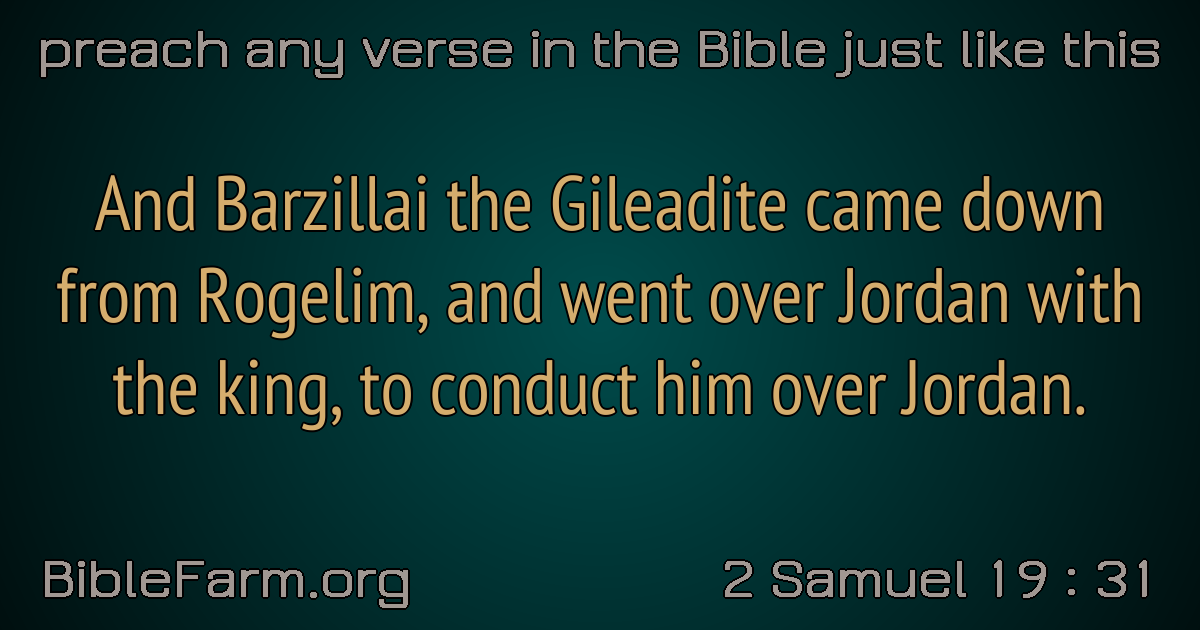 preach any verse in the Bible just like this
And Barzillai the Gileadite came down
from Rogelim, and went over Jordan with
the king, to conduct him over Jordan.
BibleFarm.org
2 Samuel 19 : 31